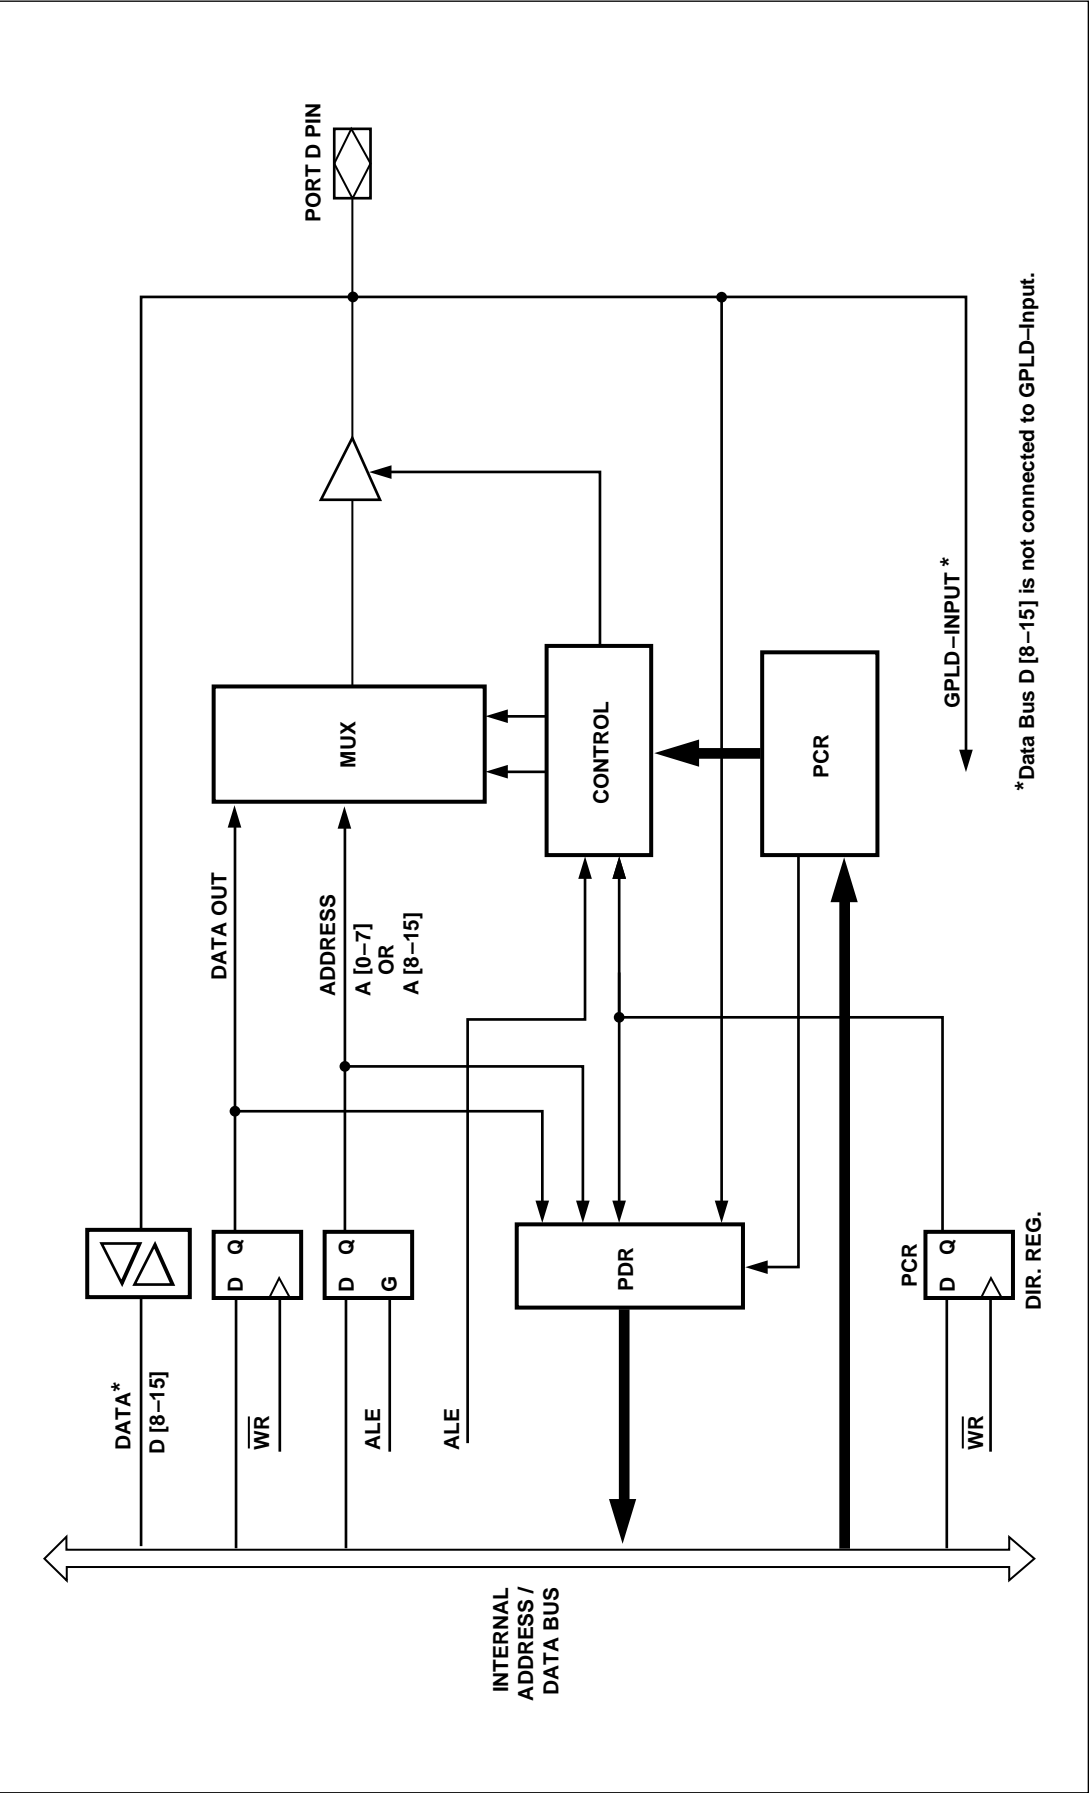 PORT D PIN
DATA*
D [8–15]
DATA OUT
D Q
WR
MUX
ADDRESS
A [0–7]
OR
A [8–15]
D Q
G
ALE
ALE
INTERNAL
ADDRESS /
DATA BUS
CONTROL
PDR
PCR
PCR
D Q
WR
DIR. REG.
GPLD–INPUT *
*Data Bus D [8–15] is not connected to GPLD–Input.